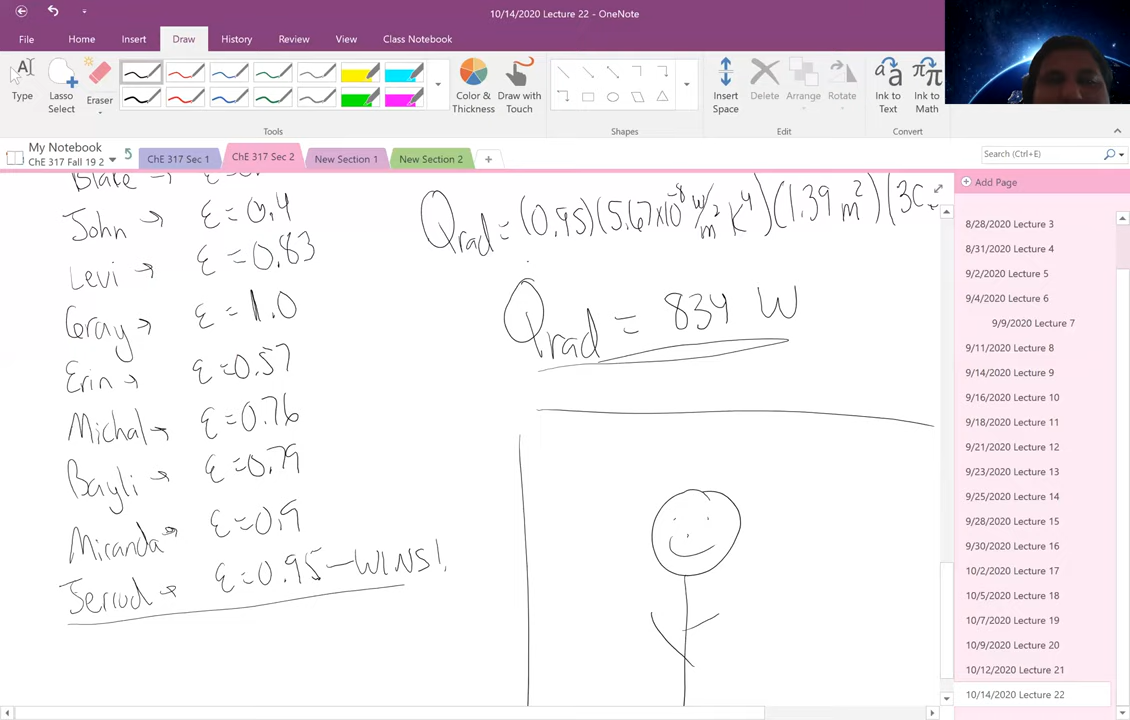 10/14/2020 Lecture 22 - OneNote
File Home Insert Draw History Review View Class Notebook
Type
Lasso Select
Eraser
Color & Thickness
Draw with Touch
Insert Space
Delete
Arrange
Rotate
Ink to Text
Ink to Math
Tools
Shapes
Edit
Convert
My Notebook
ChE 317 Fall 19 2
ChE 317 Sec 1
ChE 317 Sec 2
New Section 1
New Section 2
Search (Ctrl+E)
Add Page
8/28/2020 Lecture 3
8/31/2020 Lecture 4
9/2/2020 Lecture 5
9/4/2020 Lecture 6
9/9/2020 Lecture 7
9/11/2020 Lecture 8
9/14/2020 Lecture 9
9/16/2020 Lecture 10
9/18/2020 Lecture 11
9/21/2020 Lecture 12
9/23/2020 Lecture 13
9/25/2020 Lecture 14
9/28/2020 Lecture 15
9/30/2020 Lecture 16
10/2/2020 Lecture 17
10/5/2020 Lecture 18
10/7/2020 Lecture 19
10/9/2020 Lecture 20
10/12/2020 Lecture 21
10/14/2020 Lecture 22
John → ε=0.4
Levi → ε=0.83
Gray → ε=1.0
Erin → ε=0.57
Michal → ε=0.76
Bayli → ε=0.79
Miranda → ε=0.9
Jerrod → ε=0.95 — WINS!
Q̇rad = (0.95)(5.67×10⁻⁸ W/m² K⁴)(1.39 m²)(30
Q̇rad = 834 W